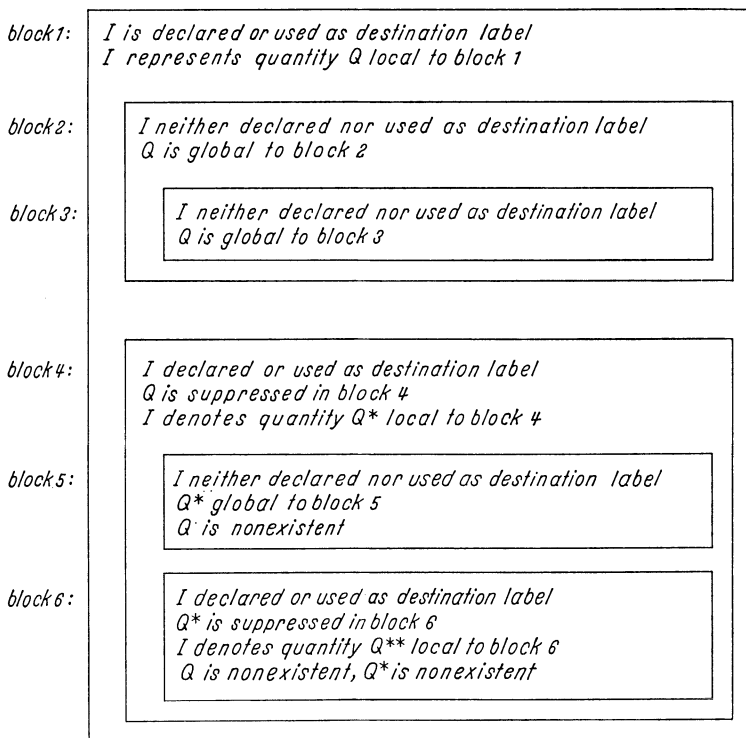 block1: I is declared or used as destination label
I represents quantity Q local to block 1
block2: I neither declared nor used as destination label
Q is global to block 2
block3: I neither declared nor used as destination label
Q is global to block 3
block4: I declared or used as destination label
Q is suppressed in block 4
I denotes quantity Q* local to block 4
block5: I neither declared nor used as destination label
Q* global to block 5
Q is nonexistent
block6: I declared or used as destination label
Q* is suppressed in block 6
I denotes quantity Q** local to block 6
Q is nonexistent, Q* is nonexistent